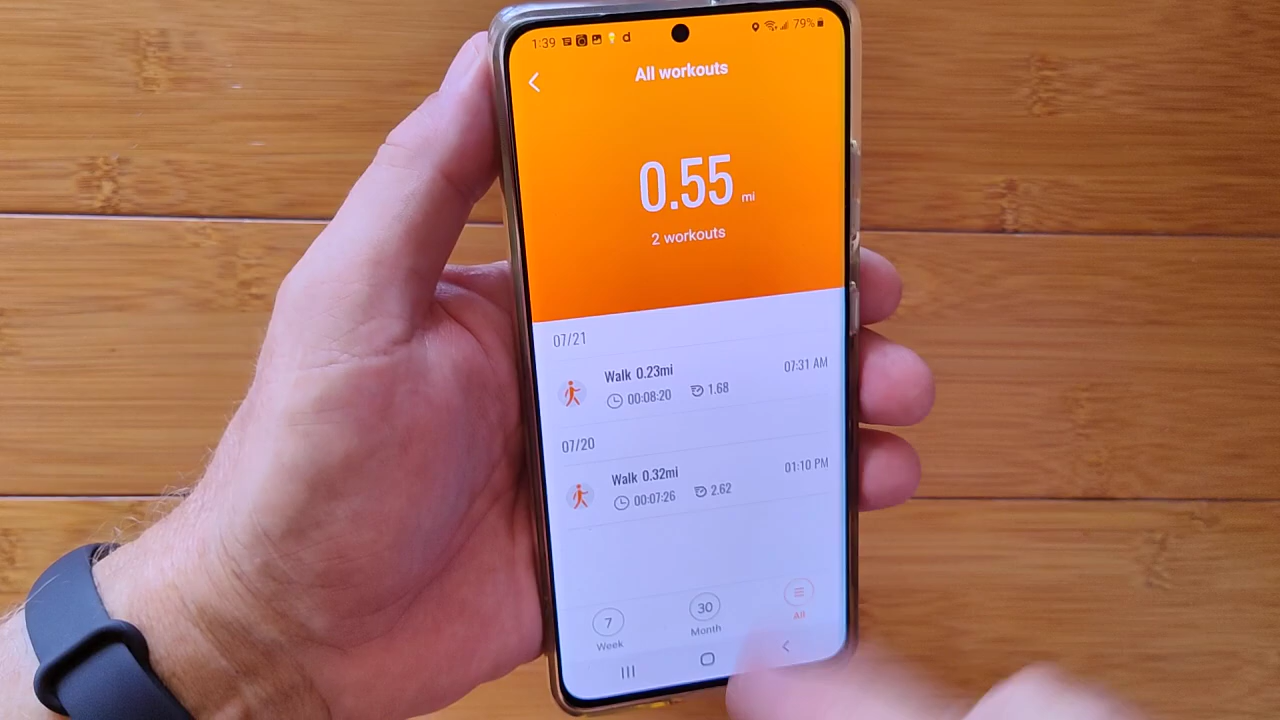 1:39 d 79%
All workouts
0.55 mi
2 workouts
07/21
Walk 0.23mi 07:31 AM
00:08:20 1.68
07/20
Walk 0.32mi 01:10 PM
00:07:26 2.62
7 30
Week Month All